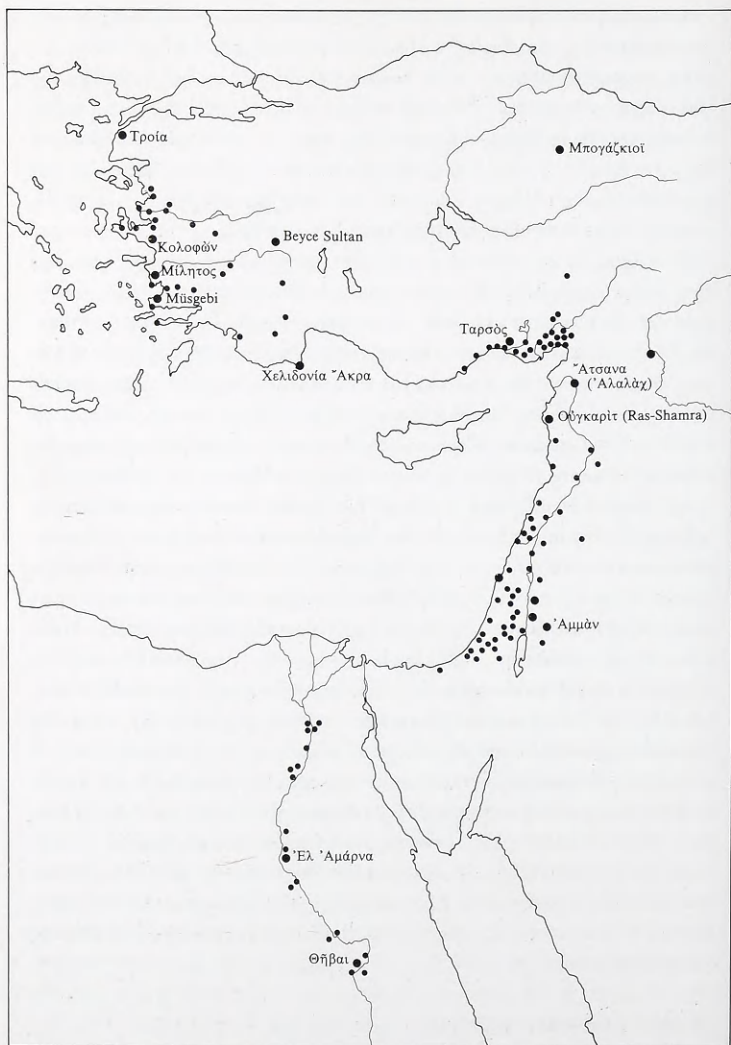 Τροία
Μπογάζκιοϊ
Κολοφὼν
Beyce Sultan
Μίλητος
Müsgebi
Ταρσὸς
Χελιδονία Ἄκρα
Ἄτσανα
(Ἀλαλὰχ)
Οὐγκαρὶτ (Ras-Shamra)
Ἀμμὰν
Ἐλ Ἀμάρνα
Θῆβαι